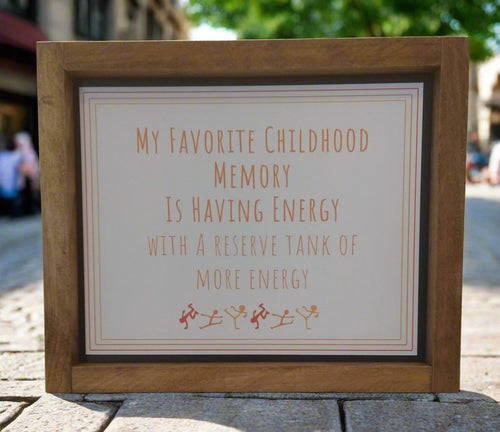 My Favorite Childhood
Memory
Is Having Energy
with A reserve tank of
more energy